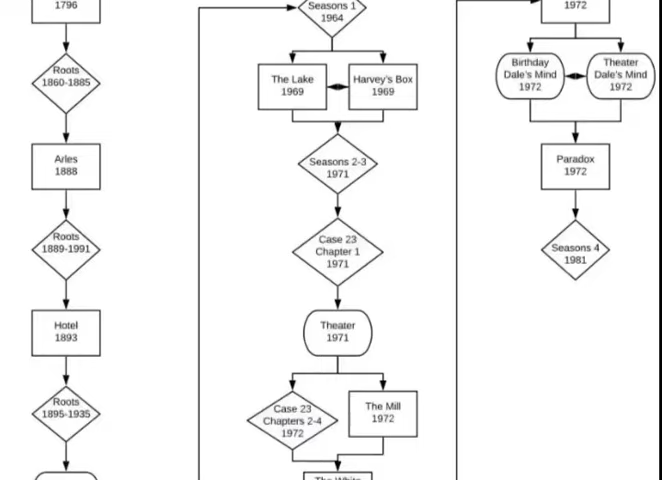 1796
Roots
1860-1885
Arles
1888
Roots
1889-1991
Hotel
1893
Roots
1895-1935
Seasons 1
1964
The Lake
1969
Harvey's Box
1969
Seasons 2-3
1971
Case 23
Chapter 1
1971
Theater
1971
Case 23
Chapters 2-4
1972
The Mill
1972
The White
1972
Birthday
Dale's Mind
1972
Theater
Dale's Mind
1972
Paradox
1972
Seasons 4
1981